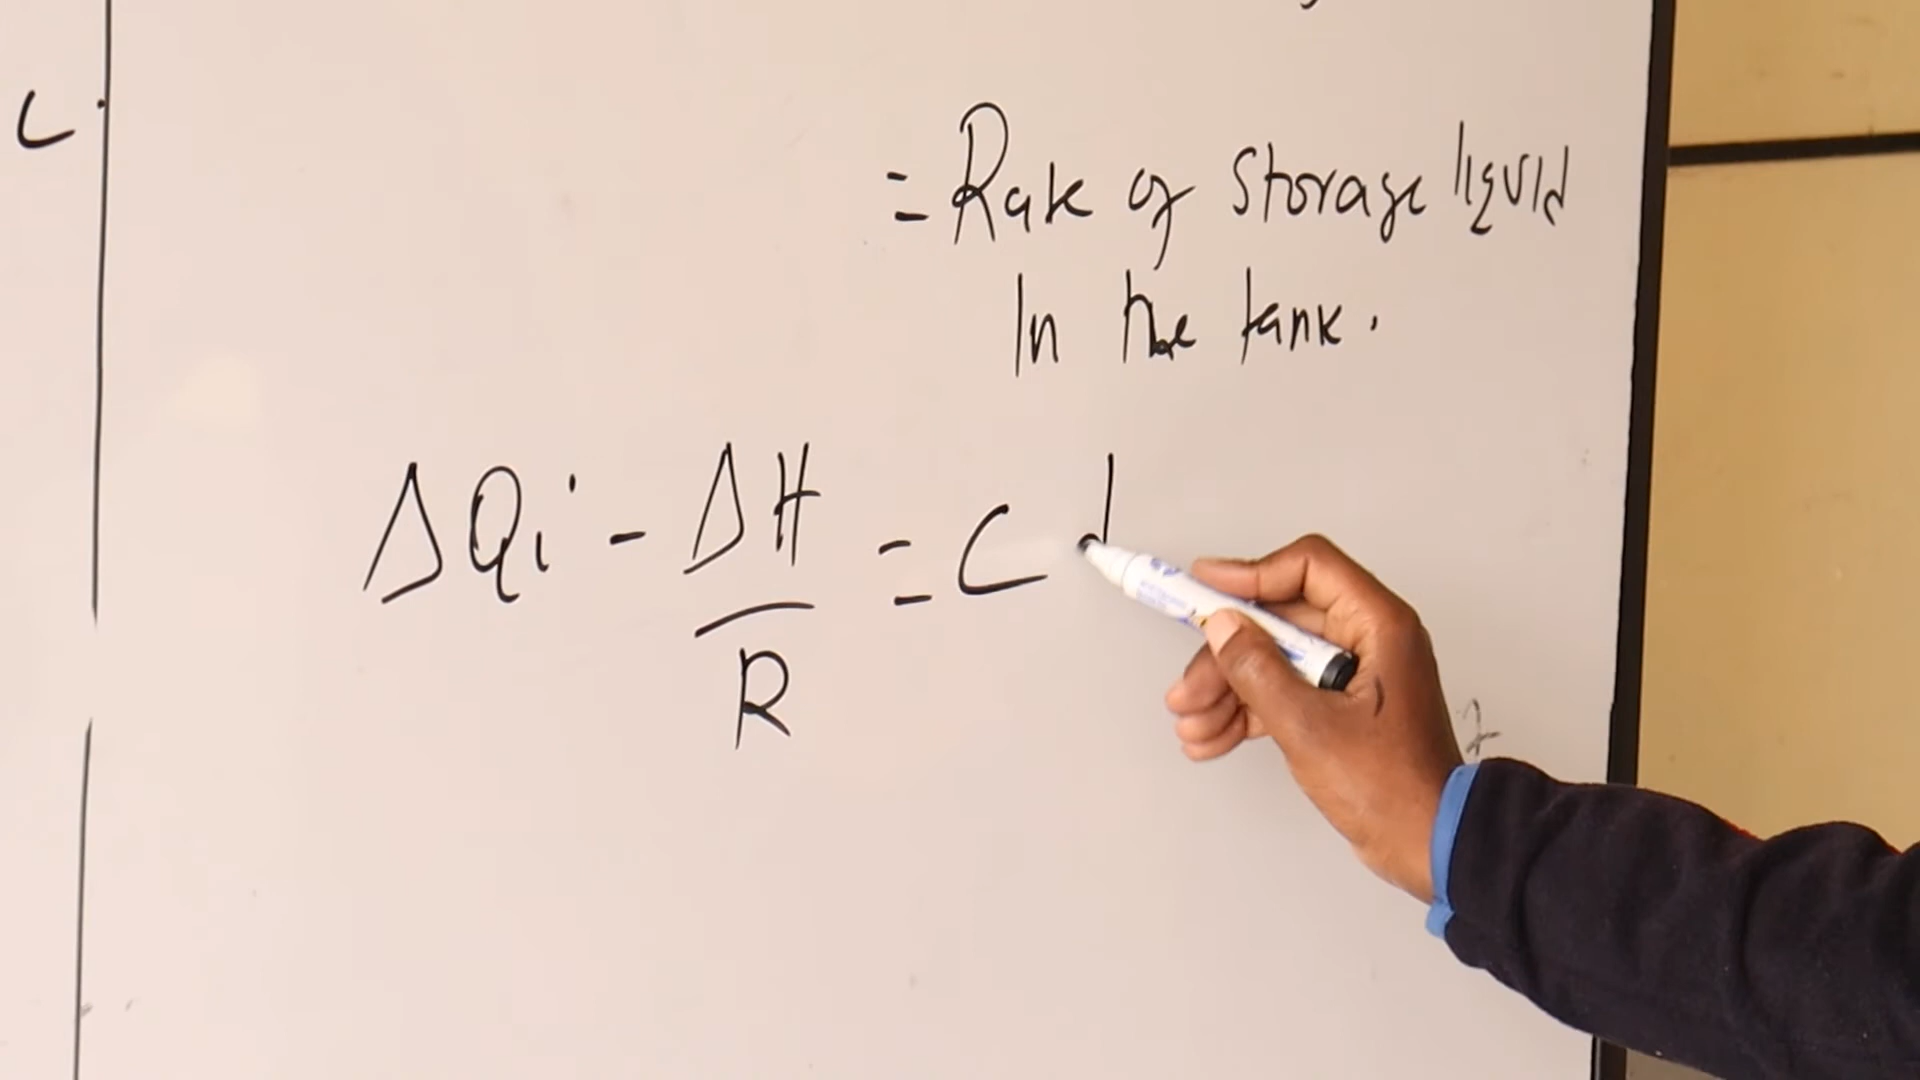 C
= Rate of storage liquid
In the tank.
ΔQi - ΔH/R = C d